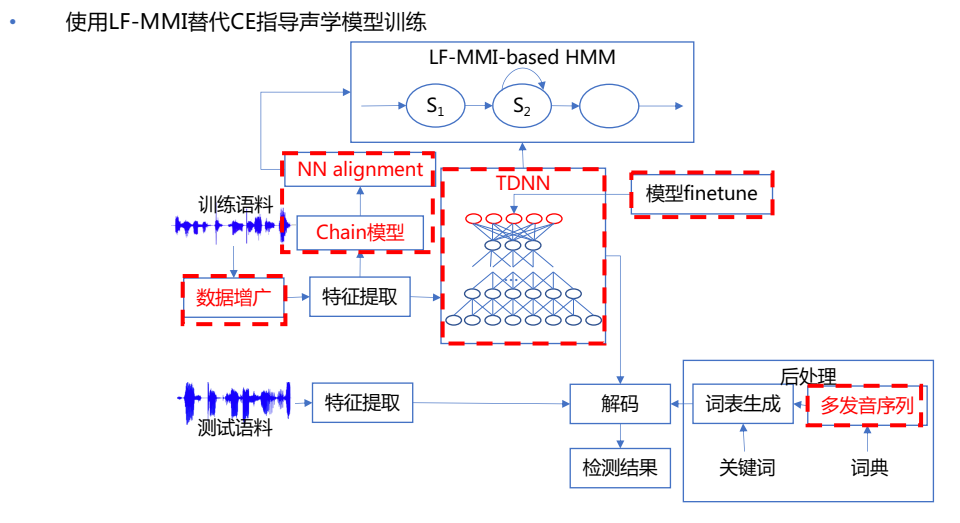 • 使用LF-MMI替代CE指导声学模型训练
LF-MMI-based HMM
S1
S2
NN alignment
TDNN
模型finetune
训练语料
Chain模型
数据增广
特征提取
...
后处理
特征提取
解码
词表生成
多发音序列
测试语料
检测结果
关键词
词典